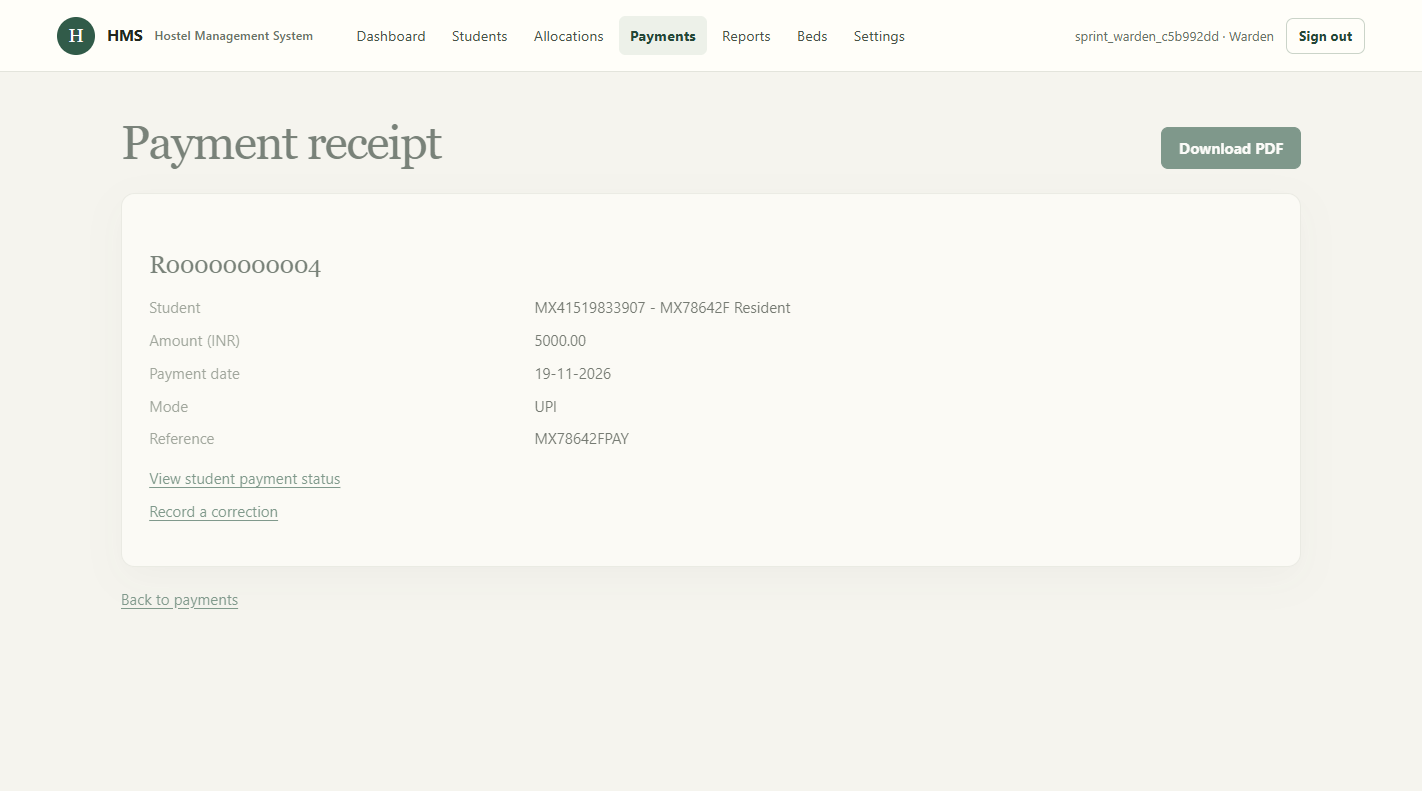 H HMS Hostel Management System Dashboard Students Allocations Payments Reports Beds Settings sprint_warden_c5b992dd · Warden Sign out
Payment receipt Download PDF
R00000000004
Student MX41519833907 - MX78642F Resident
Amount (INR) 5000.00
Payment date 19-11-2026
Mode UPI
Reference MX78642FPAY
View student payment status
Record a correction
Back to payments